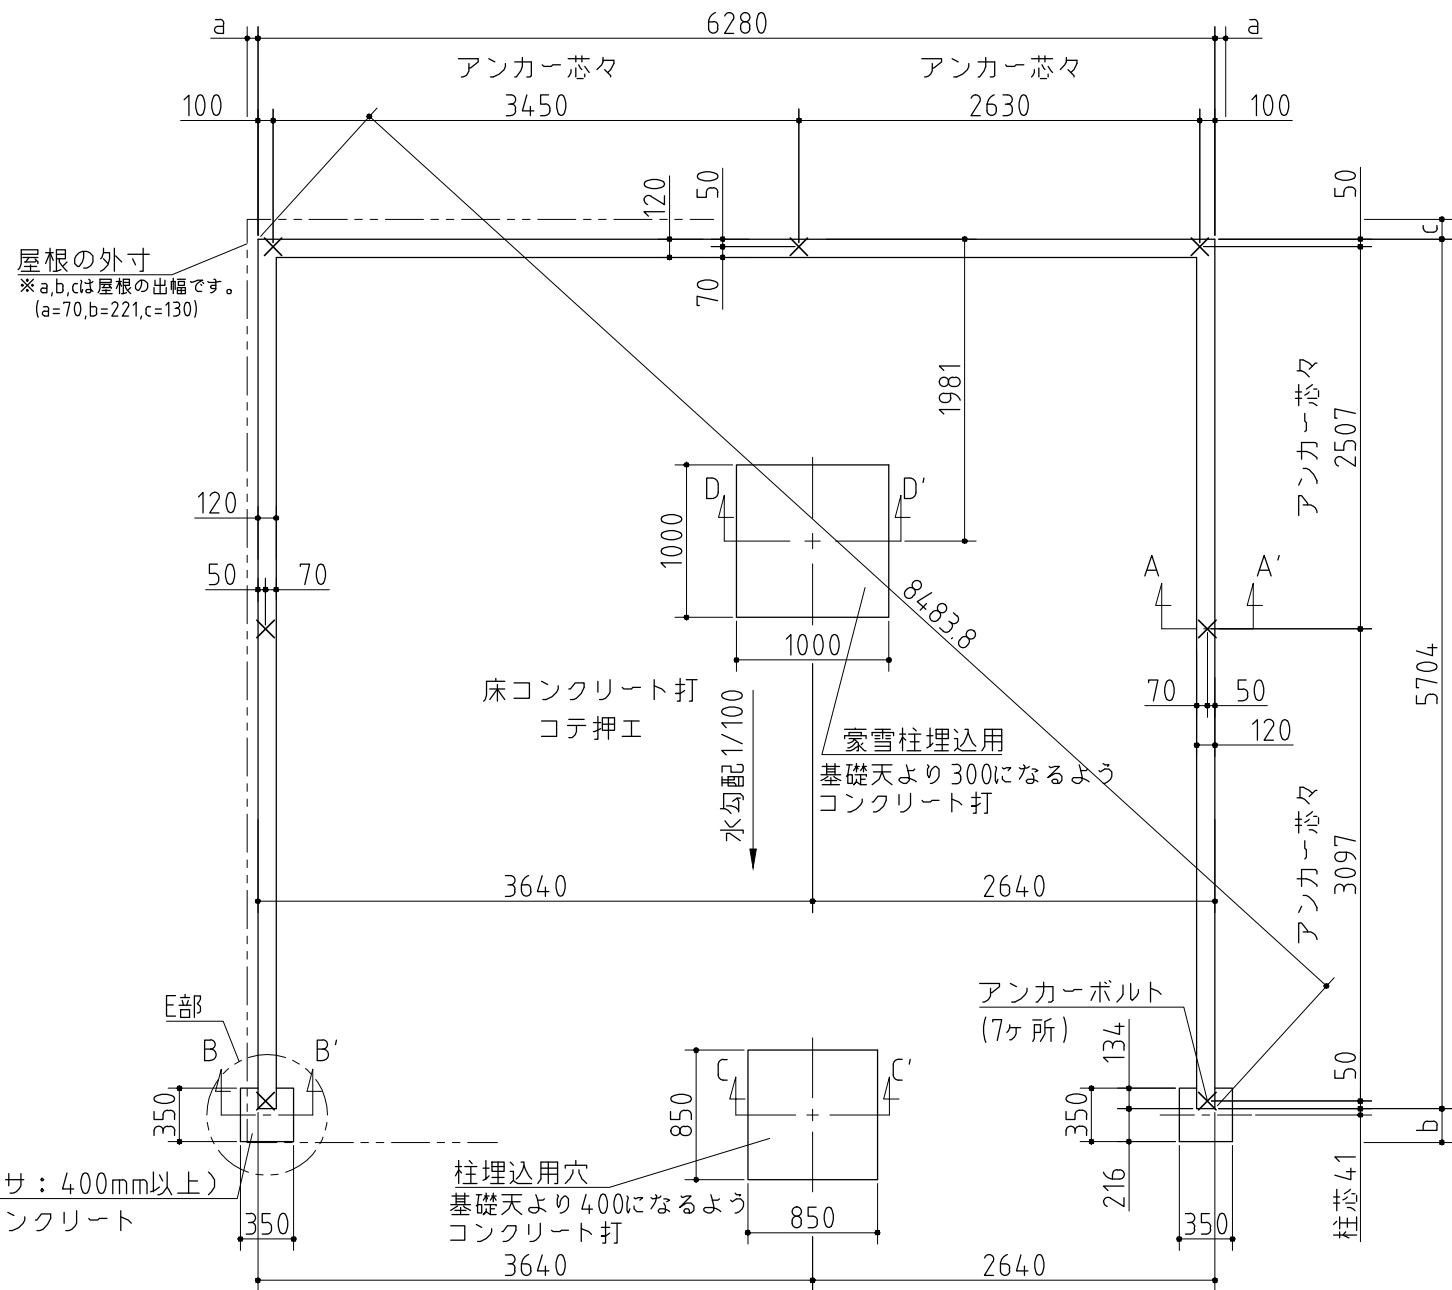 a
6280
a
アンカー芯々
アンカー芯々
100
3450
2630
100
120
50
50
c
屋根の外寸
※a,b,cは屋根の出幅です。
(a=70,b=221,c=130)
70
1981
アンカー芯々
2507
120
D
D'
1000
50
70
A
A'
8483.8
1000
床コンクリート打
コテ押エ
水勾配1/100
70
50
5704
120
豪雪柱埋込用
基礎天より300になるよう
コンクリート打
アンカー芯々
3097
3640
2640
E部
アンカーボルト
(7ヶ所)
B
B'
C
C'
134
50
350
850
350
b
サ：400mm以上）
ンクリート
350
柱埋込用穴
基礎天より400になるよう
コンクリート打
850
216
350
柱芯41
3640
2640